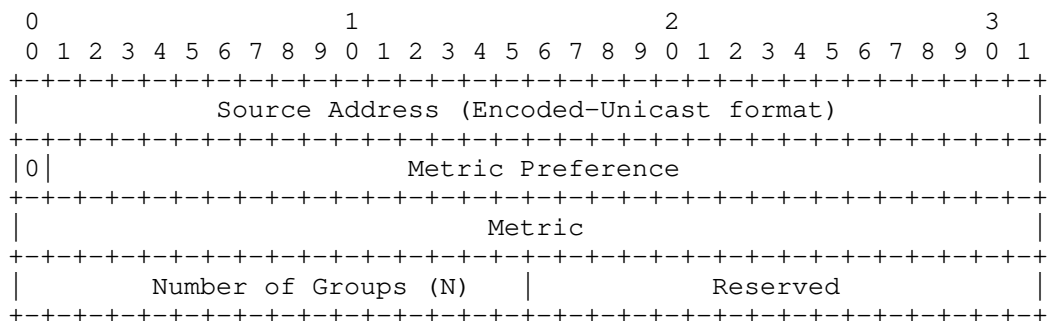 0                   1                   2                   3
 0 1 2 3 4 5 6 7 8 9 0 1 2 3 4 5 6 7 8 9 0 1 2 3 4 5 6 7 8 9 0 1
+-+-+-+-+-+-+-+-+-+-+-+-+-+-+-+-+-+-+-+-+-+-+-+-+-+-+-+-+-+-+-+-+
|            Source Address (Encoded-Unicast format)            |
+-+-+-+-+-+-+-+-+-+-+-+-+-+-+-+-+-+-+-+-+-+-+-+-+-+-+-+-+-+-+-+-+
|0|                      Metric Preference                      |
+-+-+-+-+-+-+-+-+-+-+-+-+-+-+-+-+-+-+-+-+-+-+-+-+-+-+-+-+-+-+-+-+
|                             Metric                            |
+-+-+-+-+-+-+-+-+-+-+-+-+-+-+-+-+-+-+-+-+-+-+-+-+-+-+-+-+-+-+-+-+
|        Number of Groups (N)   |           Reserved            |
+-+-+-+-+-+-+-+-+-+-+-+-+-+-+-+-+-+-+-+-+-+-+-+-+-+-+-+-+-+-+-+-+